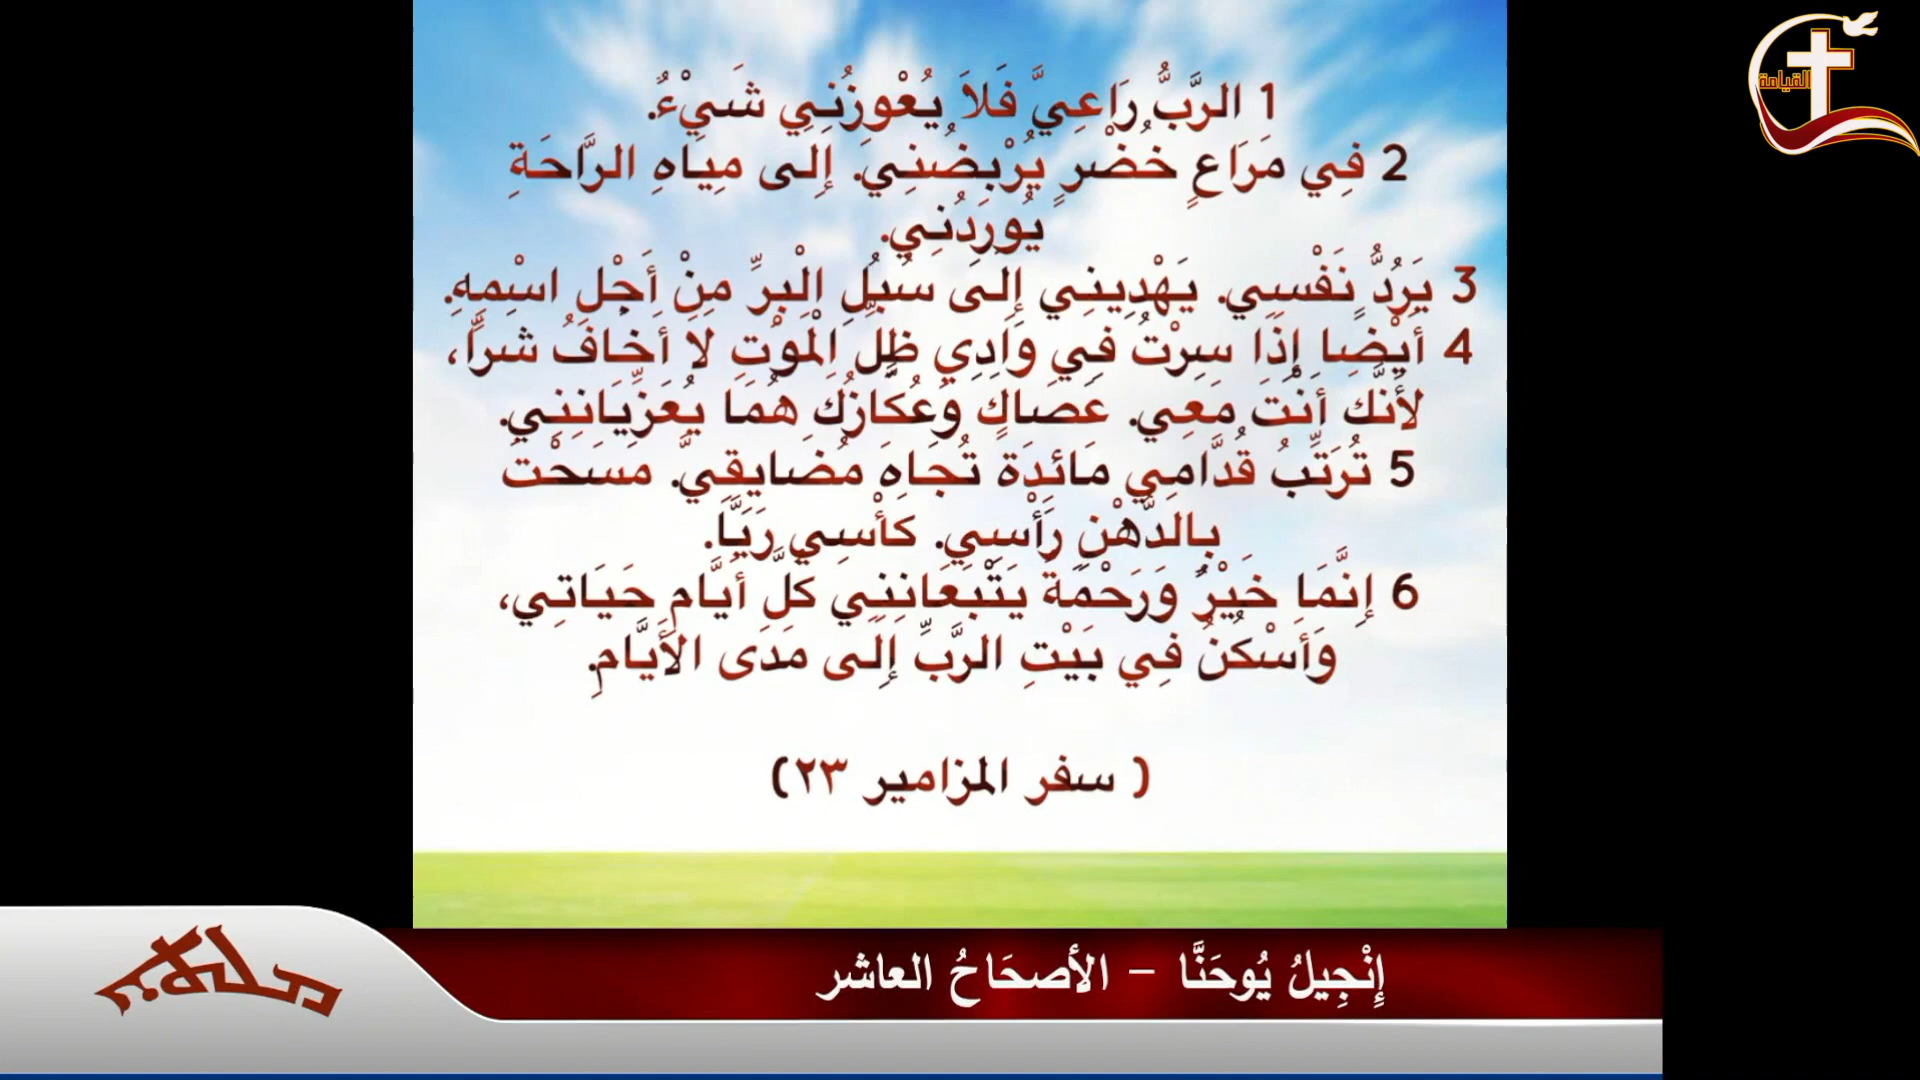 القيامة
1 الرَّبُّ رَاعِيَّ فَلاَ يُعْوِزُنِي شَيْءٌ.
2 فِي مَرَاعٍ خُضْرٍ يُرْبِضُنِي. إِلى مِيَاهِ الرَّاحَةِ
يُورِدُنِي.
3 يَرُدُّ نَفْسِي. يَهْدِينِي إِلَى سُبُلِ الْبِرِّ مِنْ أَجْلِ اسْمِهِ.
4 أَيْضًا إِذَا سِرْتُ فِي وَادِي ظِلِّ الْمَوْتِ لاَ أَخَافُ شَرًّا،
لأَنَّكَ أَنْتَ مَعِي. عَصَاكَ وَعُكَّازُكَ هُمَا يُعَزِّيَانِنِي.
5 تُرَتِّبُ قُدَّامِي مَائِدَةً تُجَاهَ مُضَايِقِيَّ. مَسَحْتَ
بِالدُّهْنِ رَأْسِي. كَأْسِي رَيَّا.
6 إِنَّمَا خَيْرٌ وَرَحْمَةٌ يَتْبَعَانِنِي كُلَّ أَيَّامِ حَيَاتِي،
وَأَسْكُنُ فِي بَيْتِ الرَّبِّ إِلَى مَدَى الأَيَّامِ.
( سفر المزامير ٢٣)
إِنْجِيلُ يُوحَنَّا – الأصحَاحُ العاشر